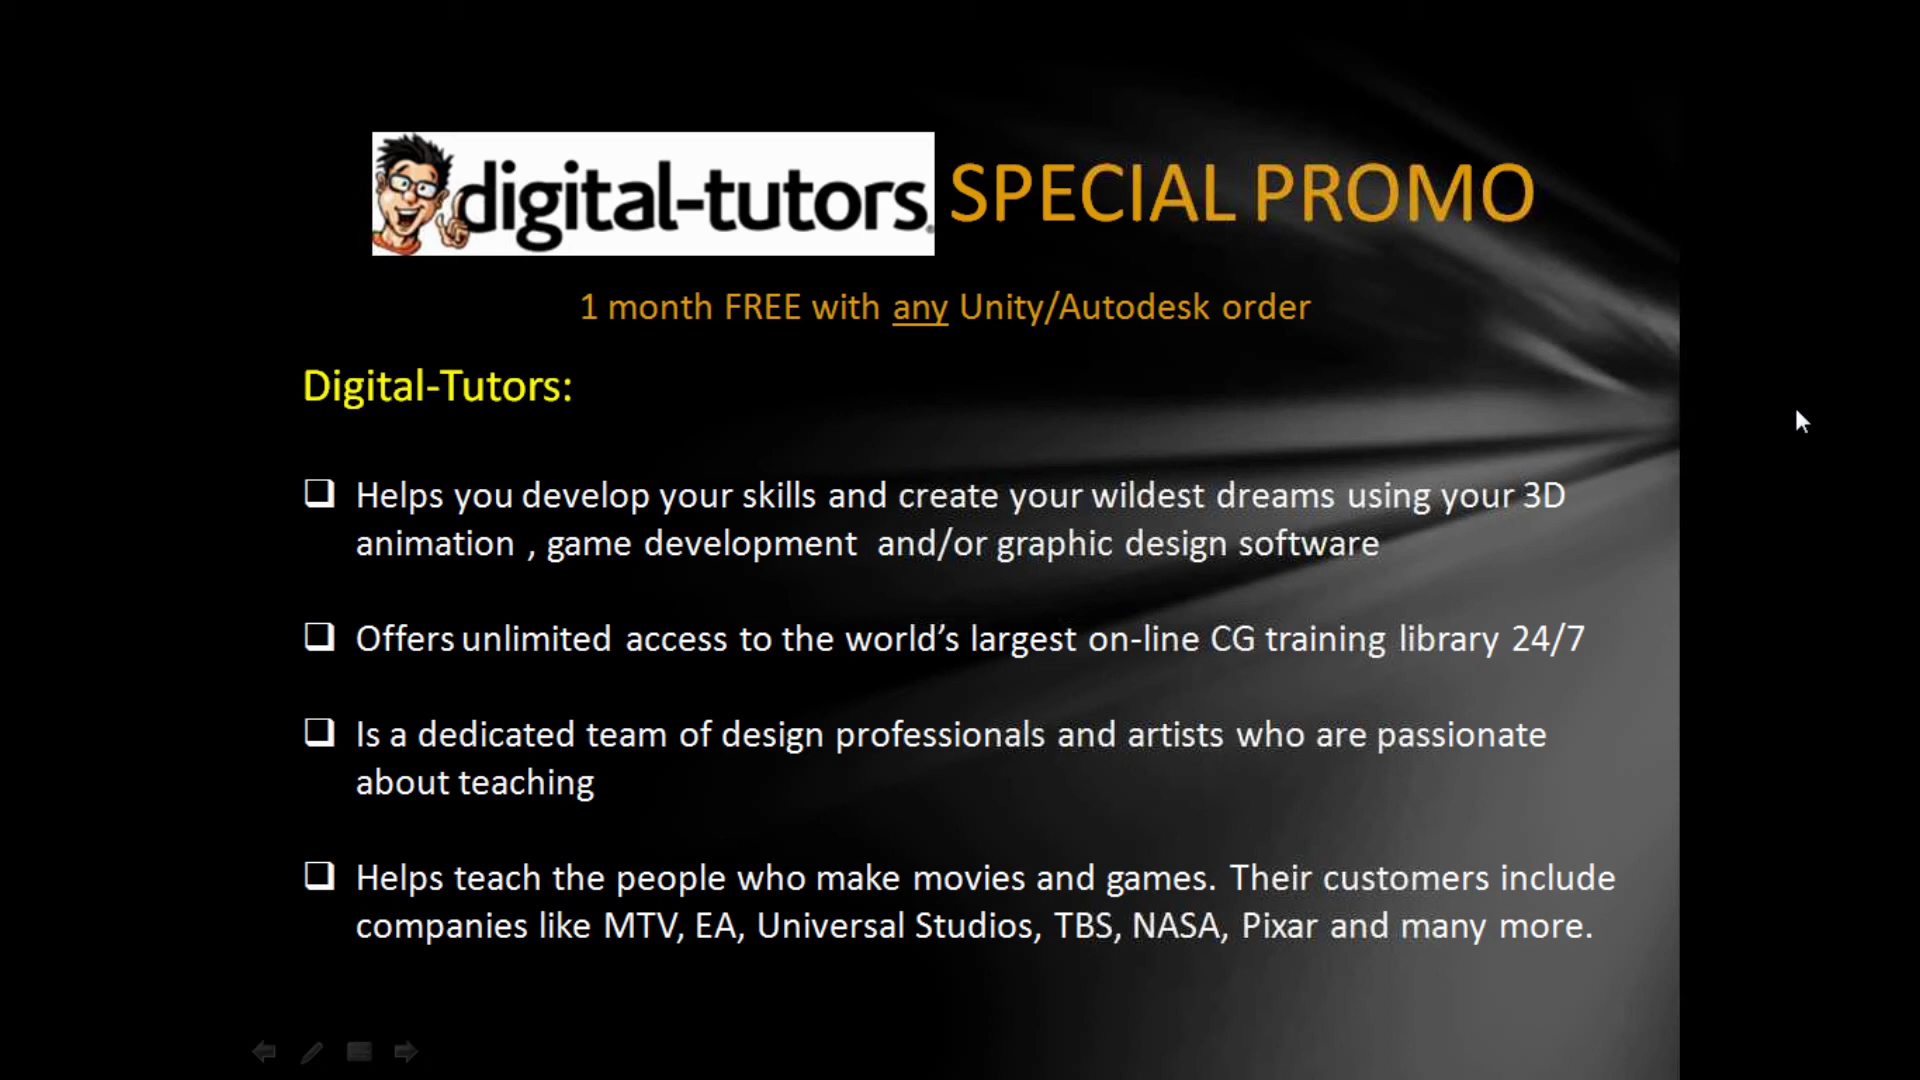 digital-tutors SPECIAL PROMO
1 month FREE with any Unity/Autodesk order
Digital-Tutors:
❑ Helps you develop your skills and create your wildest dreams using your 3D
animation , game development and/or graphic design software
❑ Offers unlimited access to the world’s largest on-line CG training library 24/7
❑ Is a dedicated team of design professionals and artists who are passionate
about teaching
❑ Helps teach the people who make movies and games. Their customers include
companies like MTV, EA, Universal Studios, TBS, NASA, Pixar and many more.